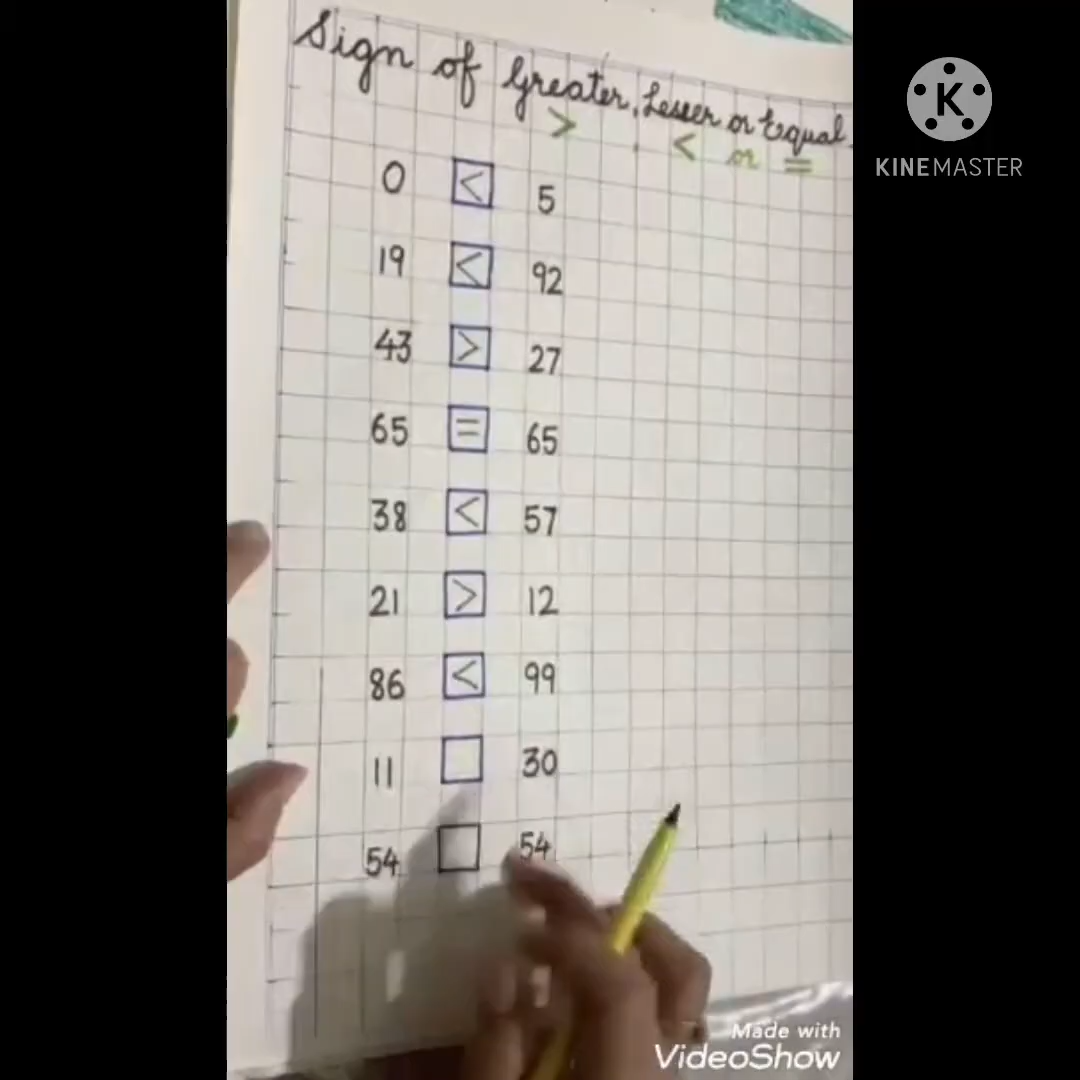 Sign of Greater, Lesser or Equal.
> , < or =
0 < 5
19 < 92
43 > 27
65 = 65
38 < 57
21 > 12
86 < 99
11 30
54 54
K
KINEMASTER
Made with
VideoShow